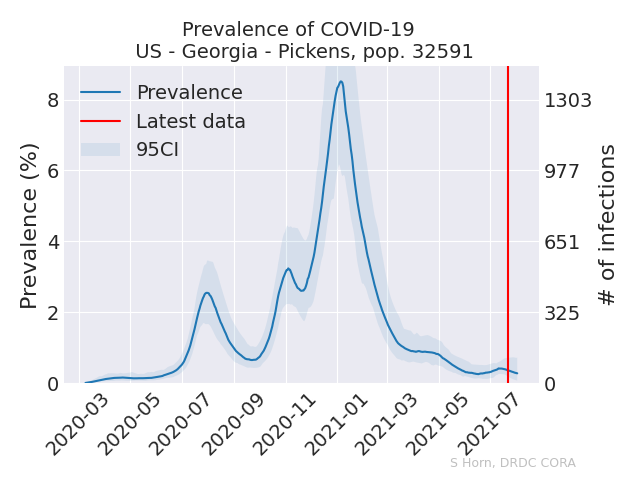 Prevalence of COVID-19
US - Georgia - Pickens, pop. 32591
Prevalence
Latest data
95CI
Prevalence (%)
8
6
4
2
0
1303
977
651
325
0
# of infections
2020-03
2020-05
2020-07
2020-09
2020-11
2021-01
2021-03
2021-05
2021-07
S Horn, DRDC CORA